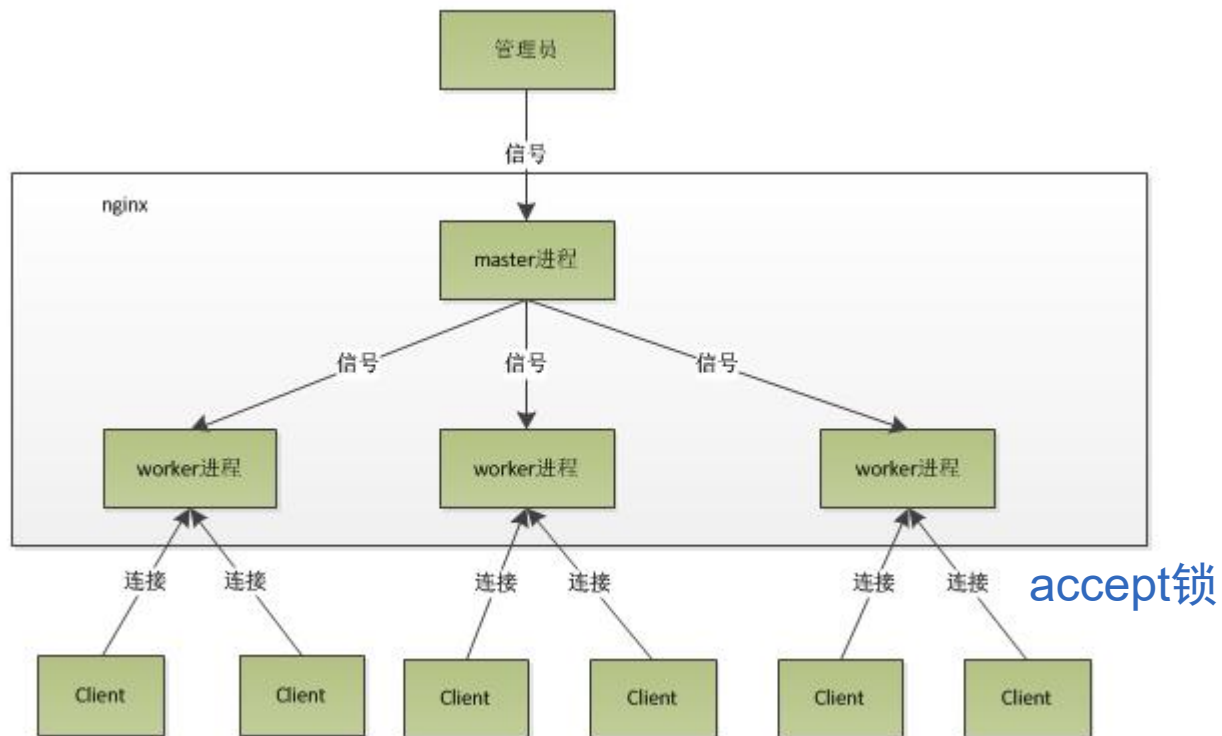 管理员
信号
nginx
master进程
信号
信号
信号
worker进程
worker进程
worker进程
连接
连接
连接
连接
连接
连接
accept锁
Client
Client
Client
Client
Client
Client